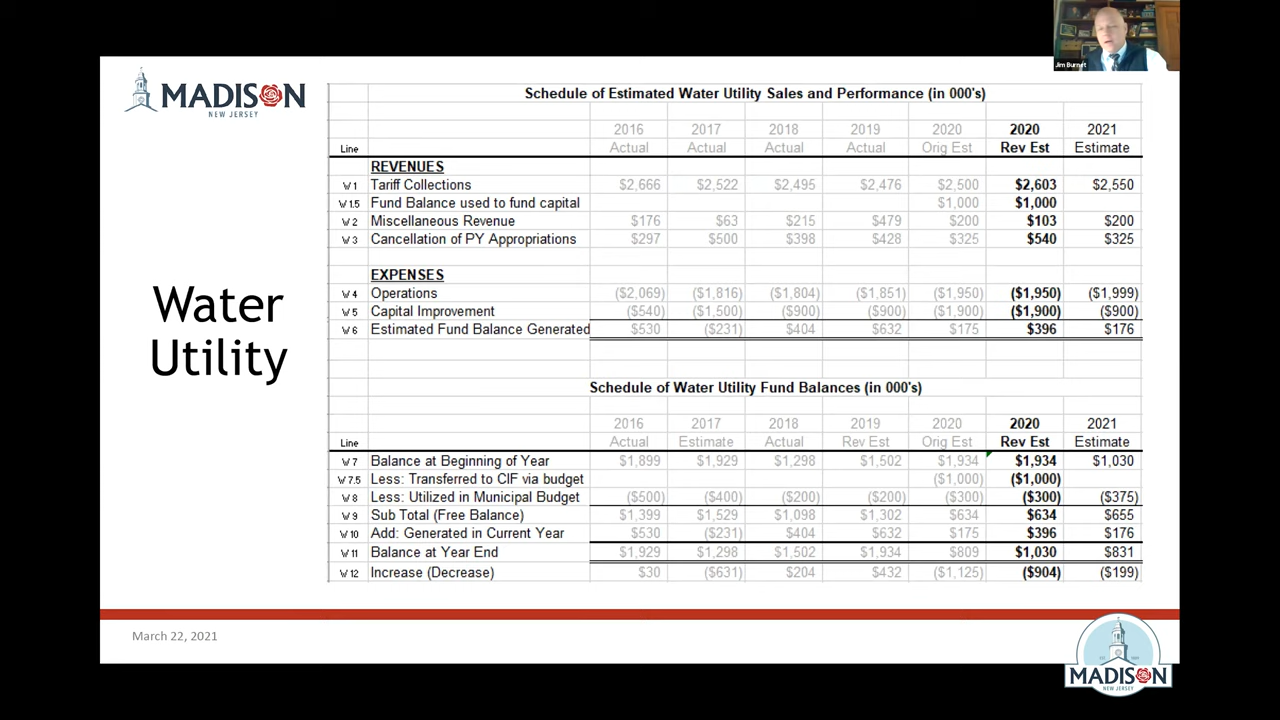 Jim Burnet
MADISON
NEW JERSEY
Water
Utility
Schedule of Estimated Water Utility Sales and Performance (in 000's)
2016 2017 2018 2019 2020 2020 2021
Line Actual Actual Actual Actual Orig Est Rev Est Estimate
REVENUES
W1 Tariff Collections $2,666 $2,522 $2,495 $2,476 $2,500 $2,603 $2,550
W1.5 Fund Balance used to fund capital $1,000 $1,000
W2 Miscellaneous Revenue $176 $63 $215 $479 $200 $103 $200
W3 Cancellation of PY Appropriations $297 $500 $398 $428 $325 $540 $325
EXPENSES
W4 Operations ($2,069) ($1,816) ($1,804) ($1,851) ($1,950) ($1,950) ($1,999)
W5 Capital Improvement ($540) ($1,500) ($900) ($900) ($1,900) ($1,900) ($900)
W6 Estimated Fund Balance Generated $530 ($231) $404 $632 $175 $396 $176
Schedule of Water Utility Fund Balances (in 000's)
2016 2017 2018 2019 2020 2020 2021
Line Actual Estimate Actual Rev Est Orig Est Rev Est Estimate
W7 Balance at Beginning of Year $1,899 $1,929 $1,298 $1,502 $1,934 $1,934 $1,030
W7.5 Less: Transferred to CIF via budget ($1,000) ($1,000)
W8 Less: Utilized in Municipal Budget ($500) ($400) ($200) ($200) ($300) ($300) ($375)
W9 Sub Total (Free Balance) $1,399 $1,529 $1,098 $1,302 $634 $634 $655
W10 Add: Generated in Current Year $530 ($231) $404 $632 $175 $396 $176
W11 Balance at Year End $1,929 $1,298 $1,502 $1,934 $809 $1,030 $831
W12 Increase (Decrease) $30 ($631) $204 $432 ($1,125) ($904) ($199)
March 22, 2021
MADISON
NEW JERSEY